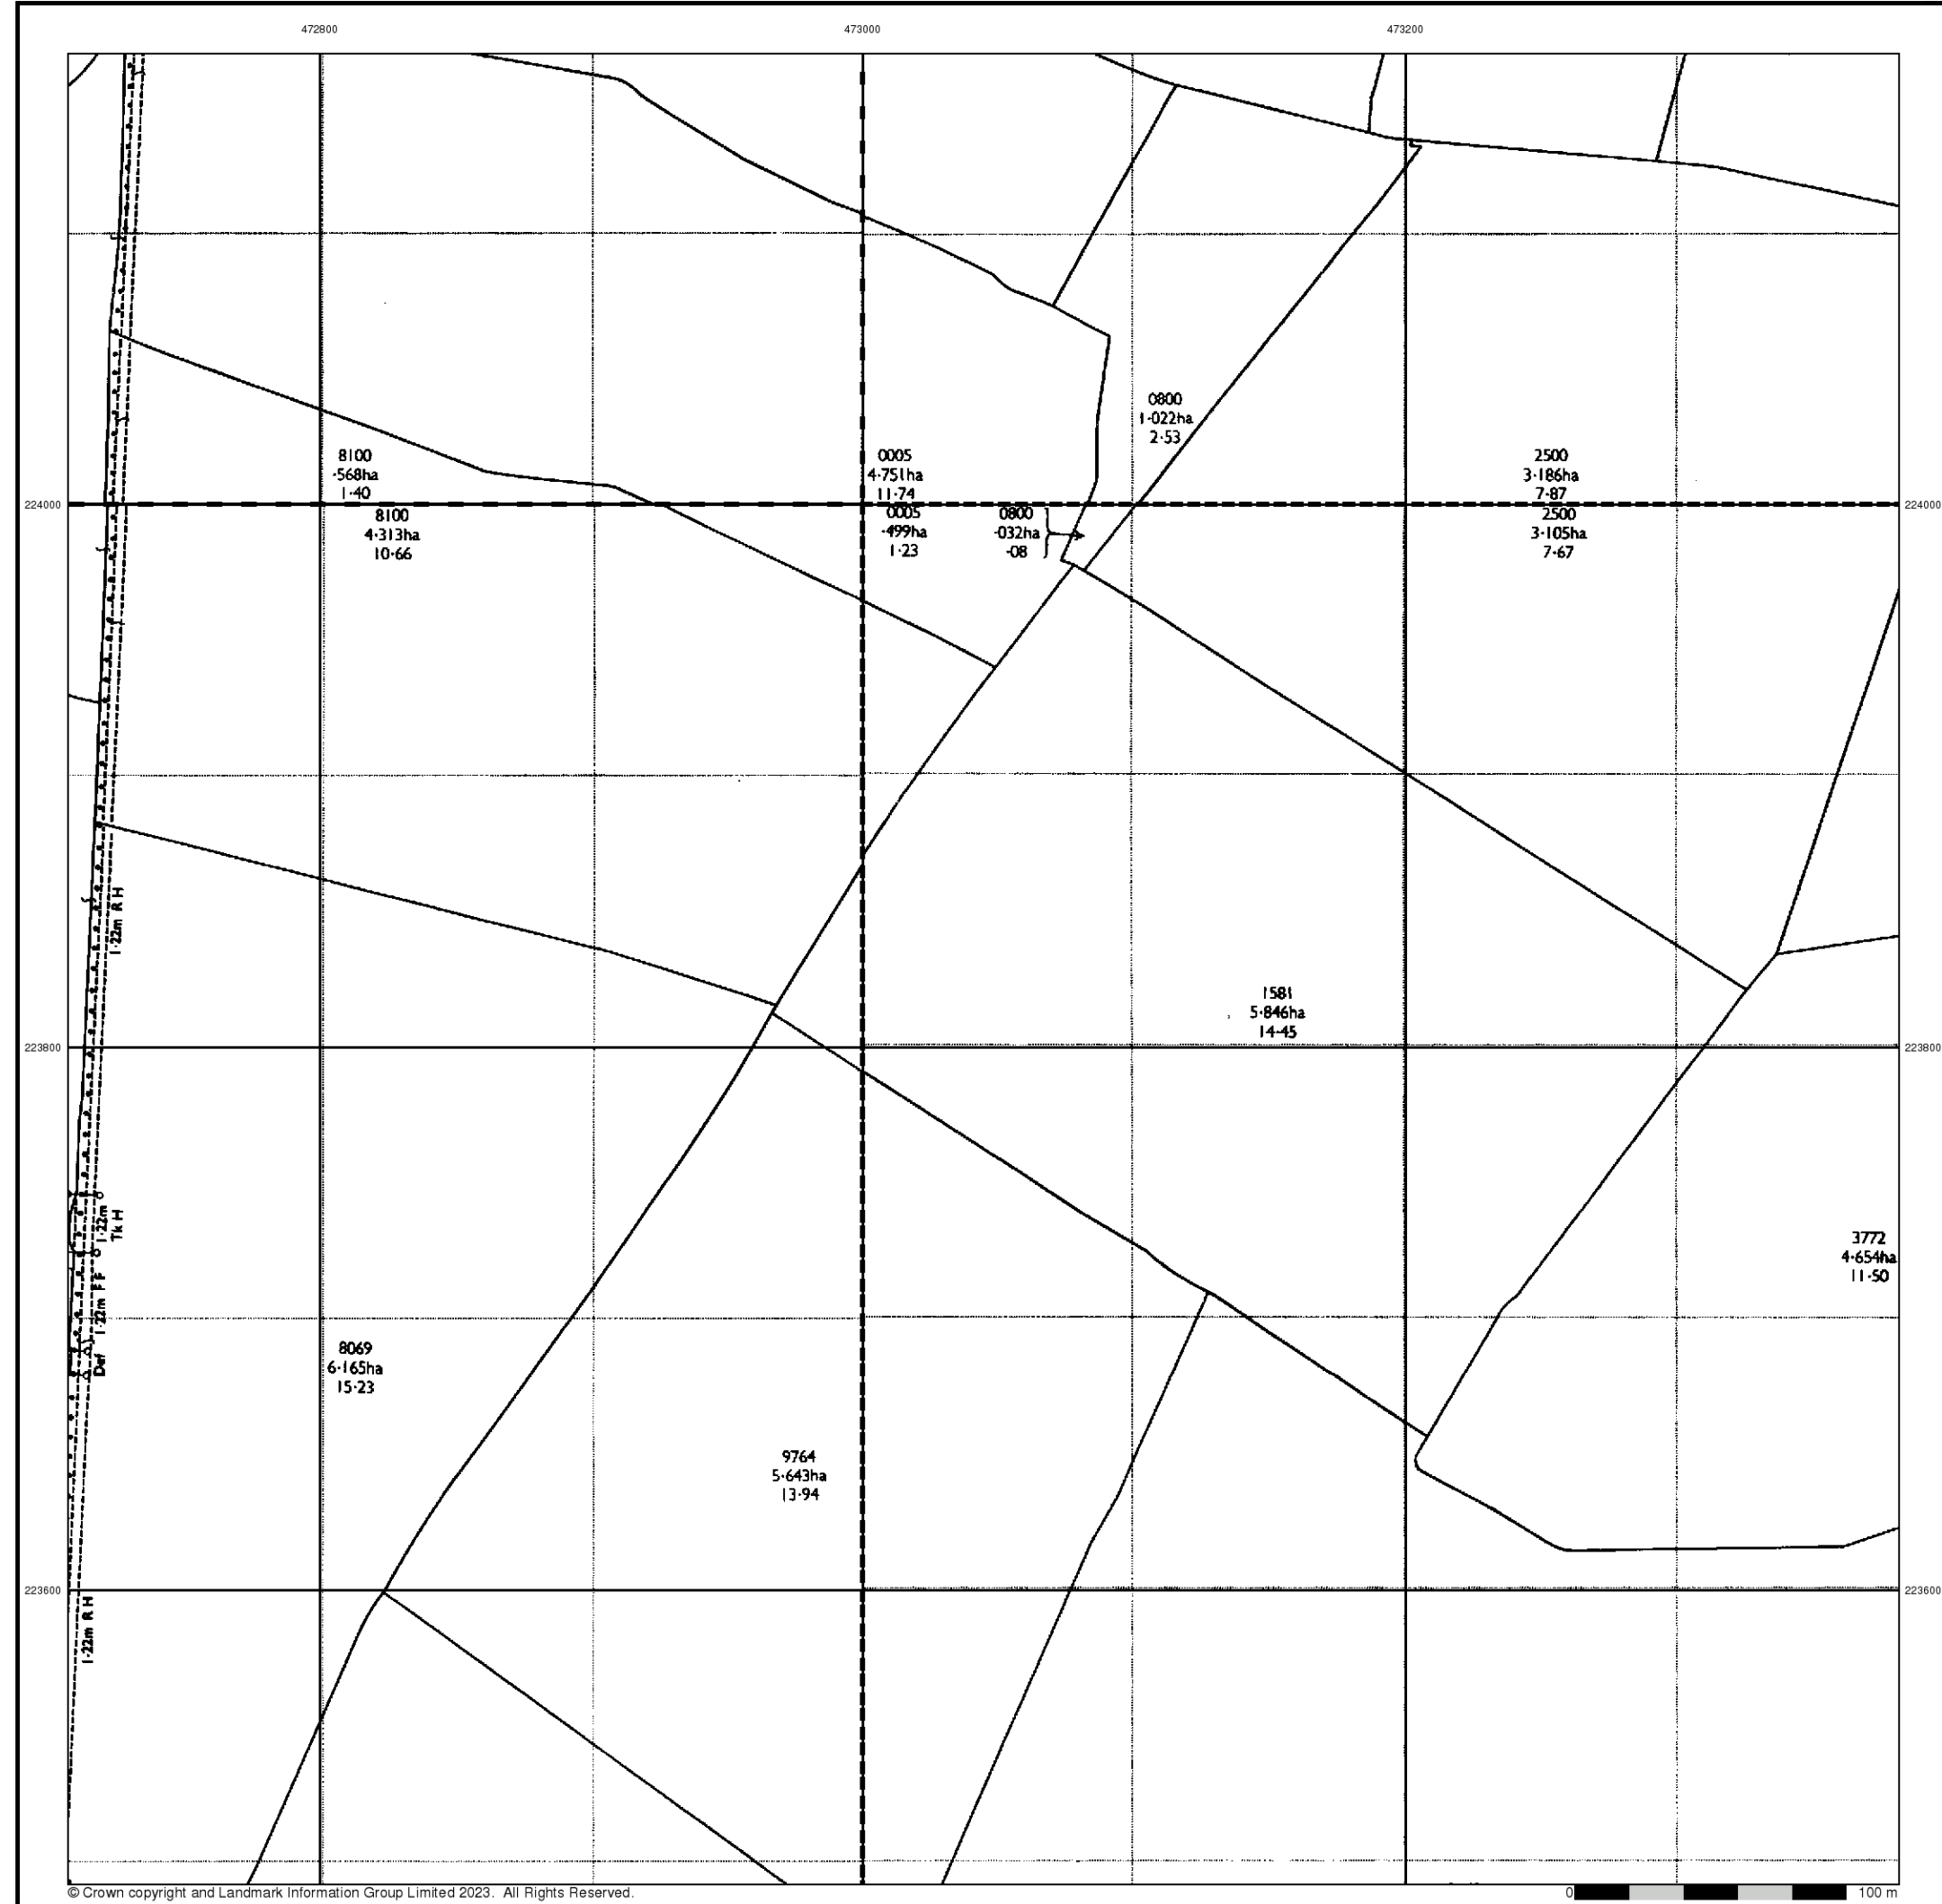 472800 473000 473200
0800
1·022ha
2·53
8100
·568ha
1·40
0005
4·751ha
11·74
2500
3·186ha
7·87
224000 224000
8100
4·313ha
10·66
0005
·499ha
1·23
0800
·032ha
·08
2500
3·105ha
7·67
1·22m R H
1581
5·846ha
14·45
223800 223800
1·22m
Tk H
Def 1·22m FF
3772
4·654ha
11·50
8069
6·165ha
15·23
9764
5·643ha
13·94
223600 223600
1·22m R H
© Crown copyright and Landmark Information Group Limited 2023. All Rights Reserved.
0 100 m